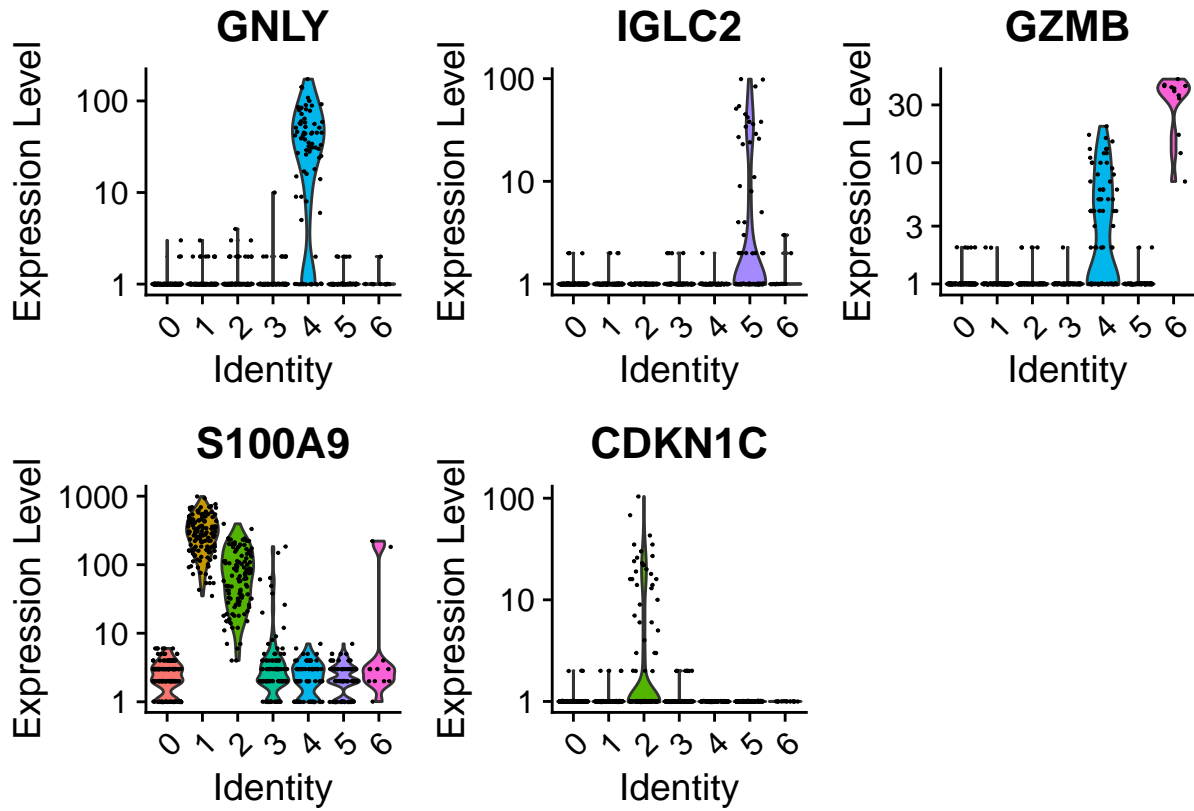 GNLY
Expression Level
100
10
1
0 1 2 3 4 5 6
Identity
IGLC2
Expression Level
100
10
1
0 1 2 3 4 5 6
Identity
GZMB
Expression Level
30
10
3
1
0 1 2 3 4 5 6
Identity
S100A9
Expression Level
1000
100
10
1
0 1 2 3 4 5 6
Identity
CDKN1C
Expression Level
100
10
1
0 1 2 3 4 5 6
Identity